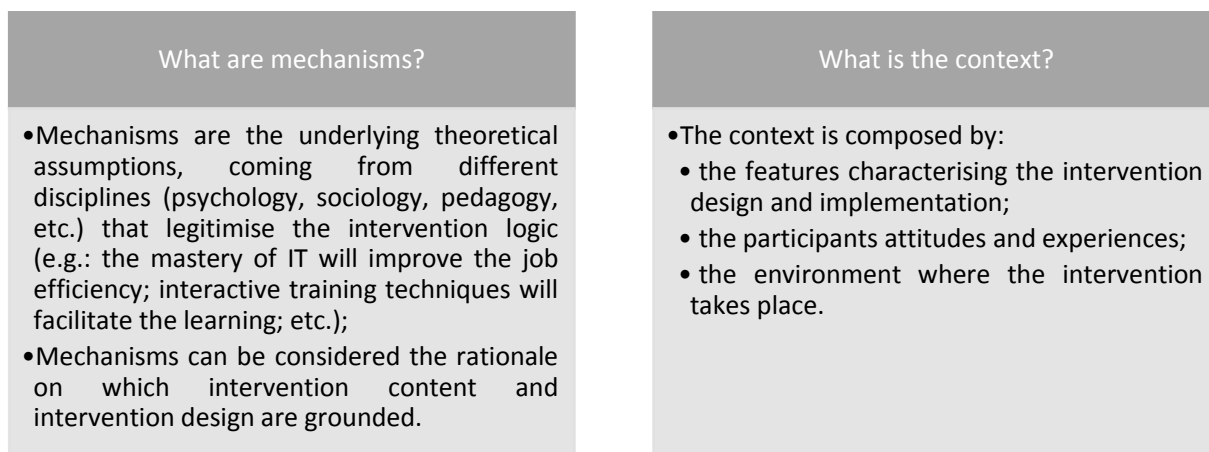 What are mechanisms?
•Mechanisms are the underlying theoretical
assumptions, coming from different
disciplines (psychology, sociology, pedagogy,
etc.) that legitimise the intervention logic
(e.g.: the mastery of IT will improve the job
efficiency; interactive training techniques will
facilitate the learning; etc.);
•Mechanisms can be considered the rationale
on which intervention content and
intervention design are grounded.
What is the context?
•The context is composed by:
• the features characterising the intervention
design and implementation;
• the participants attitudes and experiences;
• the environment where the intervention
takes place.